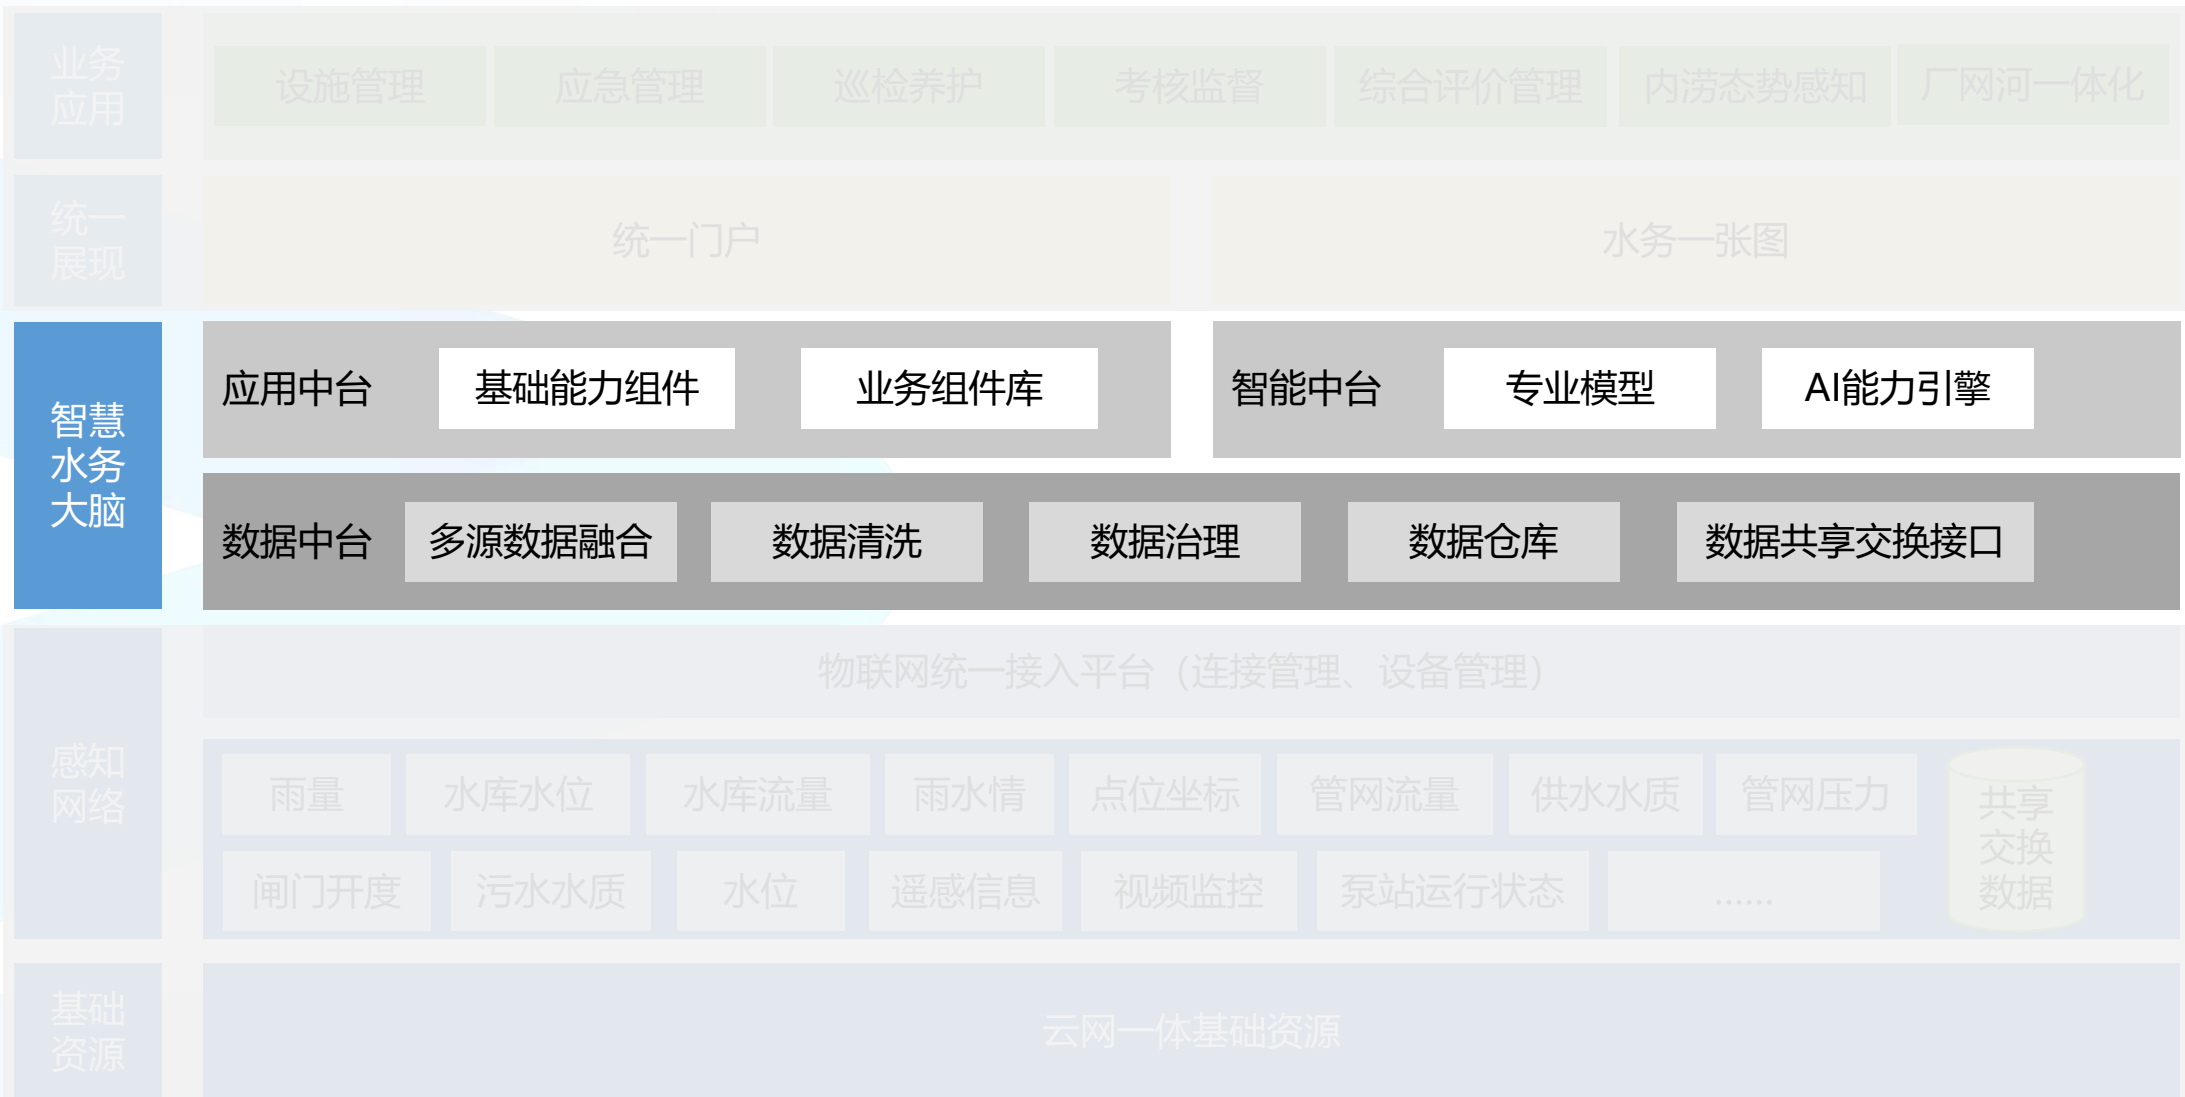 业务
应用
设施管理
应急管理
巡检养护
考核监督
综合评价管理
内涝态势感知
厂网河一体化
统一
展现
统一门户
水务一张图
智慧
水务
大脑
应用中台
基础能力组件
业务组件库
智能中台
专业模型
AI能力引擎
数据中台
多源数据融合
数据清洗
数据治理
数据仓库
数据共享交换接口
感知
网络
物联网统一接入平台（连接管理、设备管理）
雨量
水库水位
水库流量
雨水情
点位坐标
管网流量
供水水质
管网压力
闸门开度
污水水质
水位
遥感信息
视频监控
泵站运行状态
......
共享
交换
数据
基础
资源
云网一体基础资源